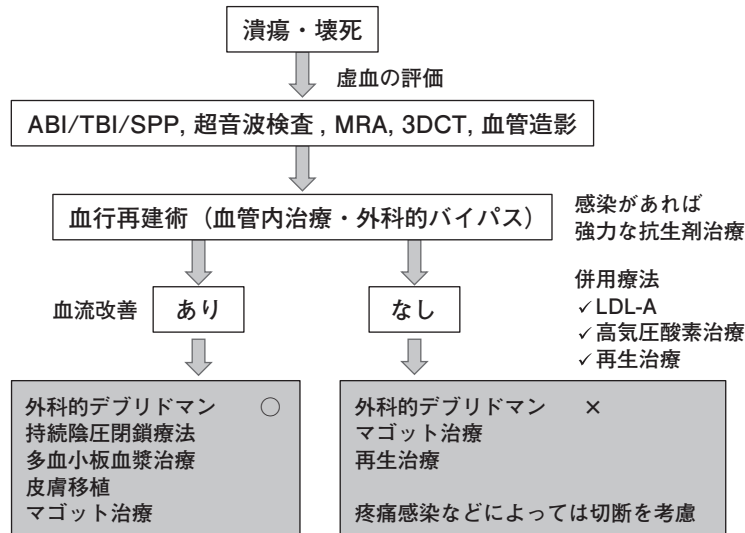 潰瘍・壊死
虚血の評価
ABI/TBI/SPP, 超音波検査 , MRA, 3DCT, 血管造影
血行再建術（血管内治療・外科的バイパス）
感染があれば
強力な抗生剤治療
併用療法
✓LDL-A
✓高気圧酸素治療
✓再生治療
血流改善
あり
なし
外科的デブリドマン　　○
持続陰圧閉鎖療法
多血小板血漿治療
皮膚移植
マゴット治療
外科的デブリドマン　　×
マゴット治療
再生治療
疼痛感染などによっては切断を考慮